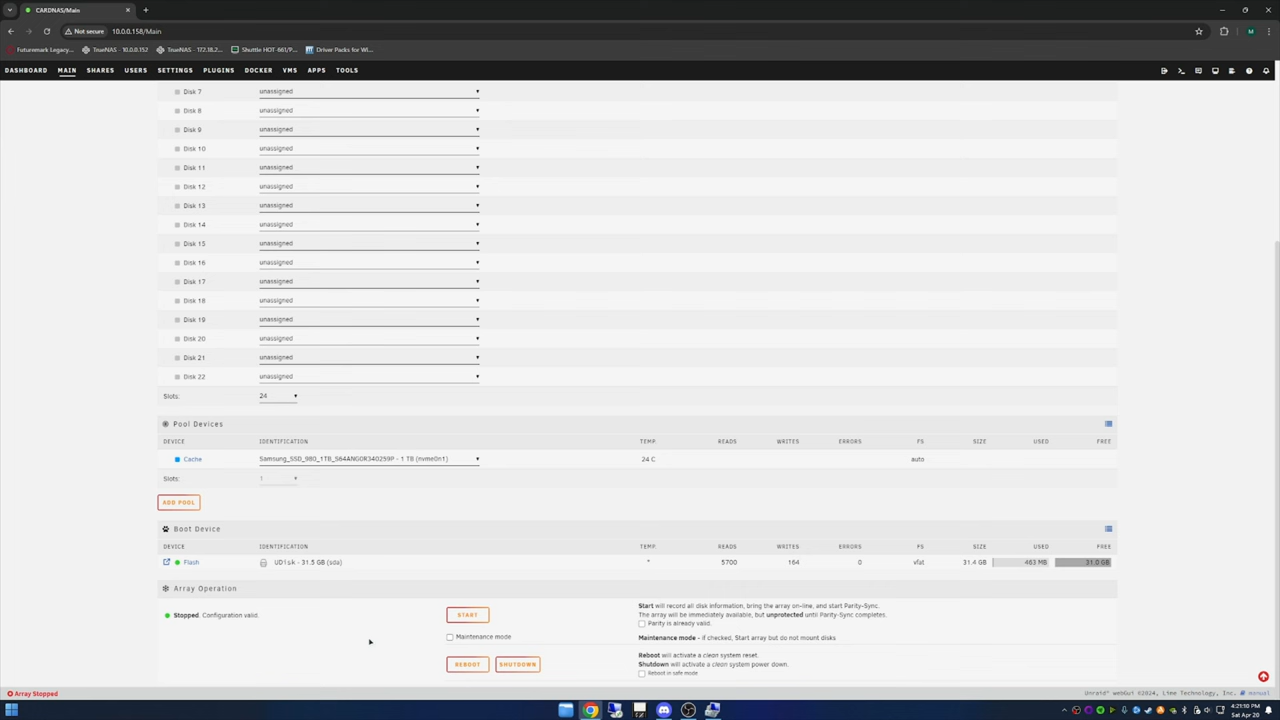 CARDNAS/Main
Not secure 10.0.0.158/Main
Futuremark Legacy... TrueNAS - 10.0.0.152 TrueNAS - 172.18.2... Shuttle HOT-661/P... Driver Packs for Wi...
DASHBOARD MAIN SHARES USERS SETTINGS PLUGINS DOCKER VMS APPS TOOLS
Disk 7 unassigned
Disk 8 unassigned
Disk 9 unassigned
Disk 10 unassigned
Disk 11 unassigned
Disk 12 unassigned
Disk 13 unassigned
Disk 14 unassigned
Disk 15 unassigned
Disk 16 unassigned
Disk 17 unassigned
Disk 18 unassigned
Disk 19 unassigned
Disk 20 unassigned
Disk 21 unassigned
Disk 22 unassigned
Slots: 24
Pool Devices
DEVICE IDENTIFICATION TEMP. READS WRITES ERRORS FS SIZE USED FREE
Cache Samsung_SSD_980_1TB_S64ANG0R340259P - 1 TB (nvme0n1) 24 C auto
Slots: 1
ADD POOL
Boot Device
DEVICE IDENTIFICATION TEMP. READS WRITES ERRORS FS SIZE USED FREE
Flash UDisk - 31.5 GB (sda) * 5700 164 0 vfat 31.4 GB 463 MB 31.0 GB
Array Operation
Stopped. Configuration valid.
START
Start will record all disk information, bring the array on-line, and start Parity-Sync.
The array will be immediately available, but unprotected until Parity-Sync completes.
Parity is already valid.
Maintenance mode
Maintenance mode - if checked, Start array but do not mount disks
REBOOT SHUTDOWN
Reboot will activate a clean system reset.
Shutdown will activate a clean system power down.
Reboot in safe mode
Array Stopped
Unraid® webGui ©2024, Lime Technology, Inc. manual
4:21:10 PM
Sat Apr 20